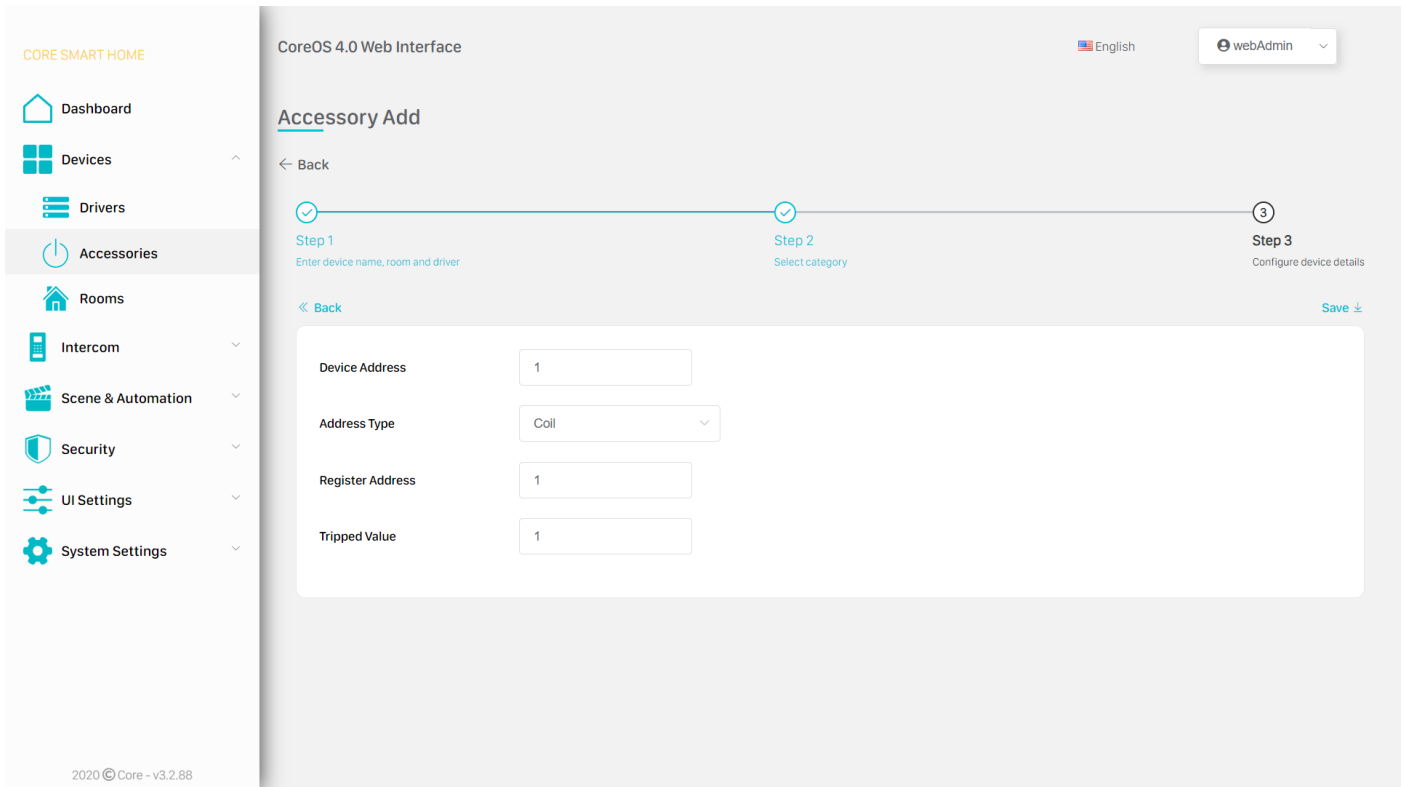 CORE SMART HOME
Dashboard
Devices
Drivers
Accessories
Rooms
Intercom
Scene & Automation
Security
UI Settings
System Settings
2020 © Core - v3.2.88
CoreOS 4.0 Web Interface
English
webAdmin
Accessory Add
← Back
Step 1
Enter device name, room and driver
Step 2
Select category
3
Step 3
Configure device details
Back
Save
Device Address
1
Address Type
Coil
Register Address
1
Tripped Value
1